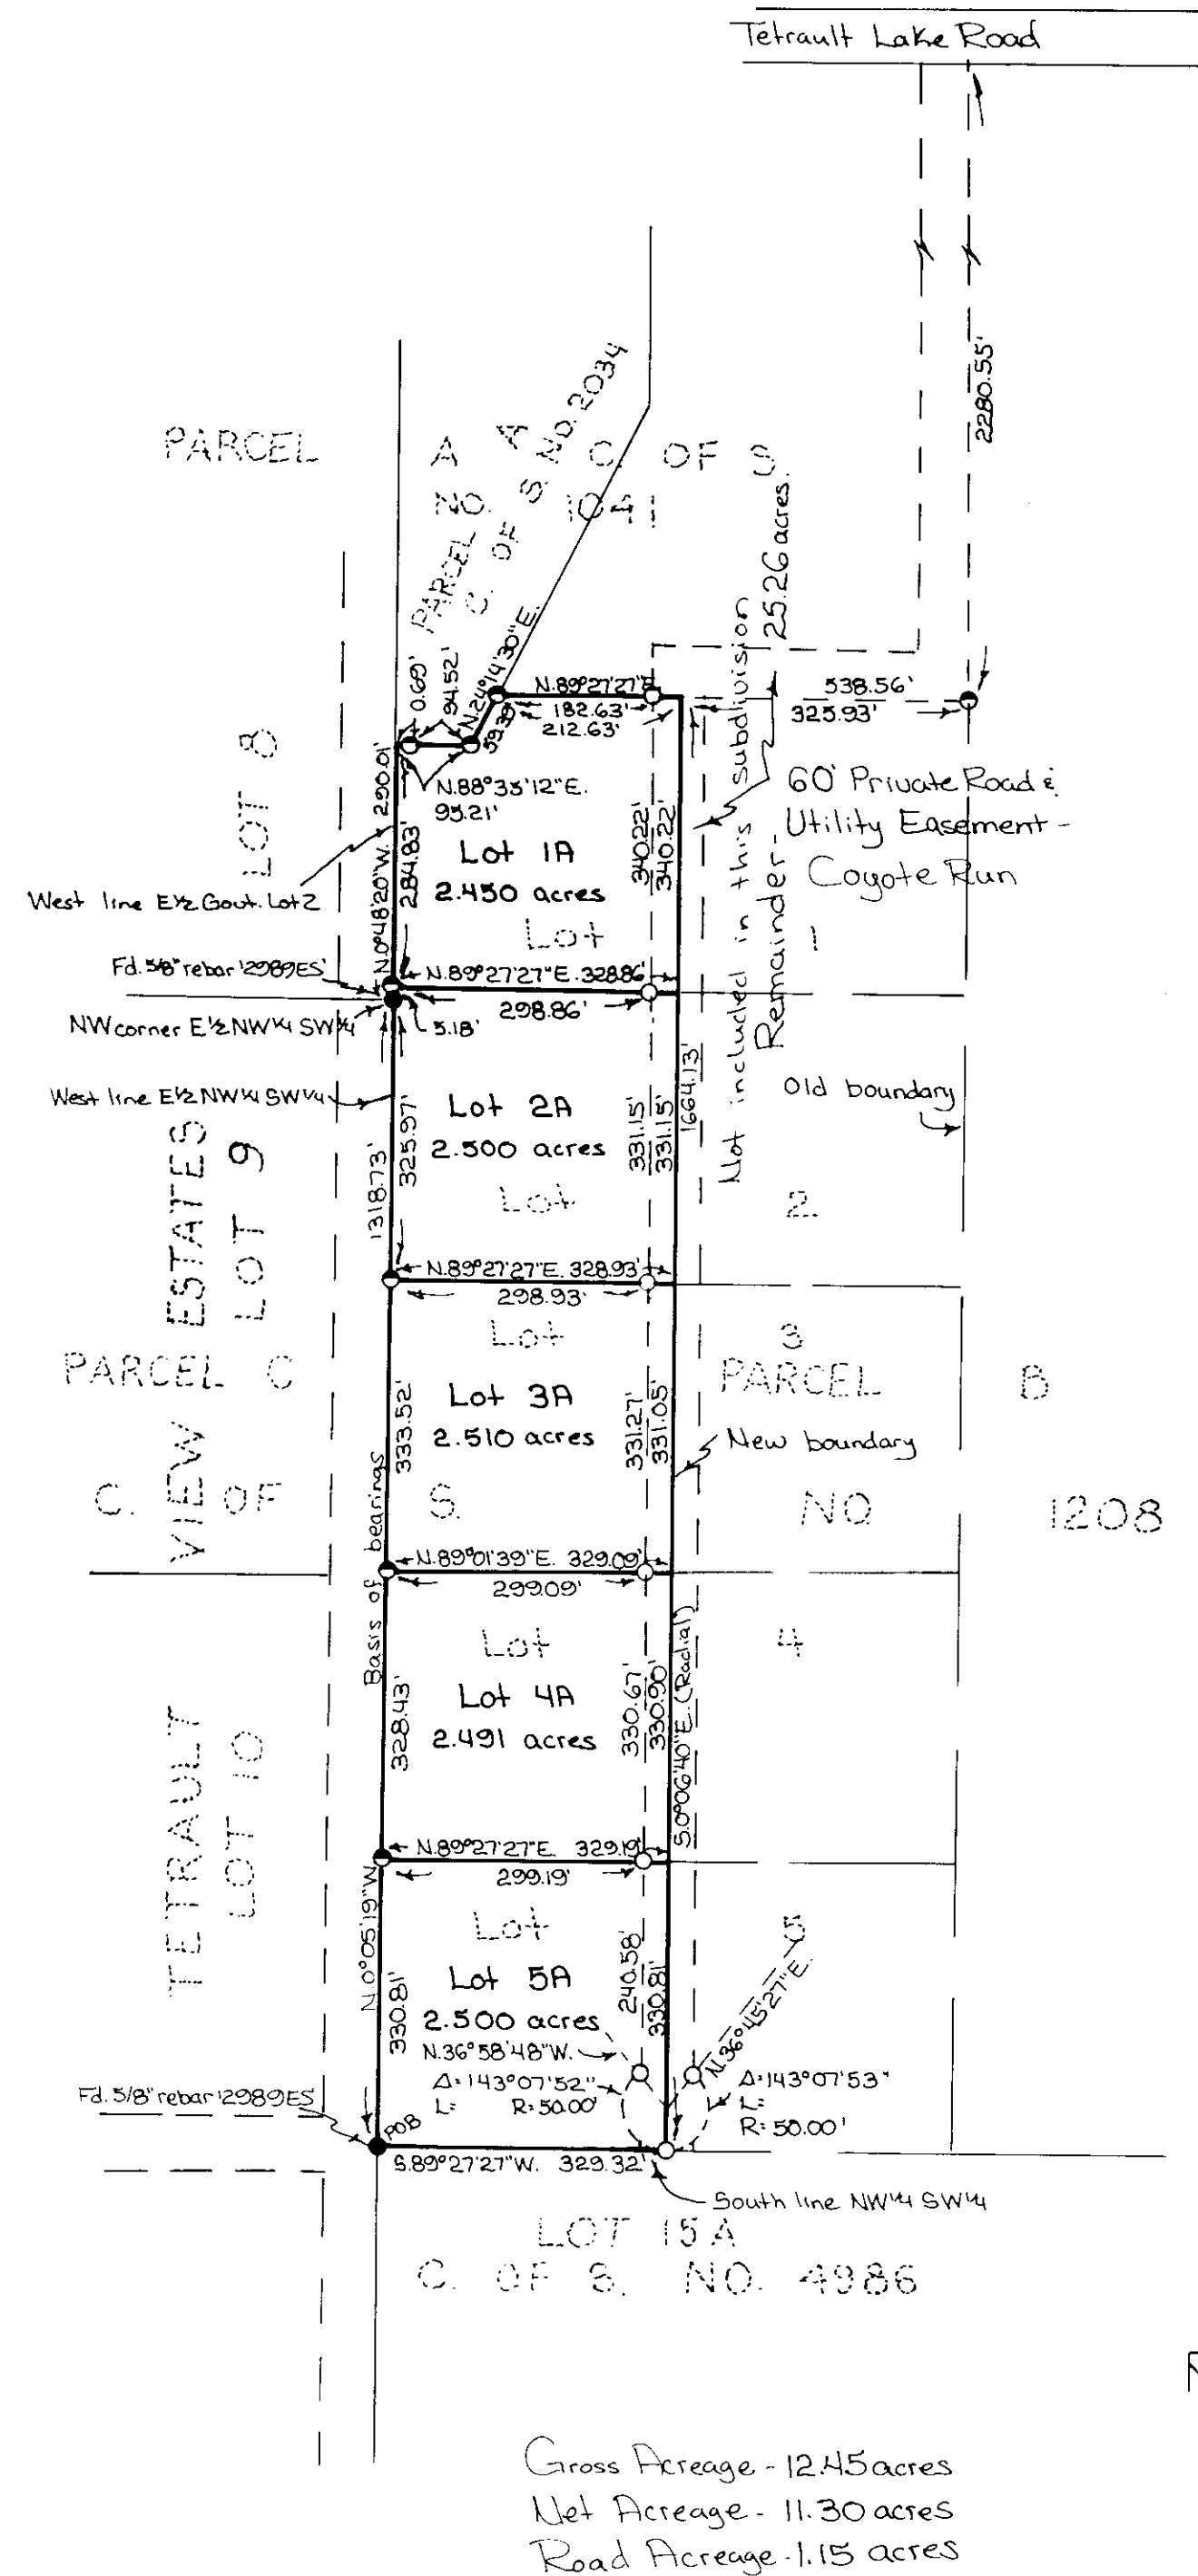 Tetrault Lake Road
2280.55'
PARCEL A C. OF S.
NO. 1041
PARCEL A
C. OF S. NO. 2034
25.26 acres.
Not included in this subdivision
Remainder-
0.69'
94.52'
N.24°14'30"E.
59.39'
N.89°27'27"E
182.63'
212.63'
538.56'
325.93'
N.88°35'12"E.
95.21'
60' Private Road &
Utility Easement -
Coyote Run
LOT 8
290.01'
N.0°48'20"W.
284.83'
Lot 1A
2.450 acres
340.22'
340.22'
Lot 1
West line E½ Govt. Lot 2
Fd. 5/8" rebar '2989ES'
N.89°27'27"E. 328.86'
298.86'
NW corner E½ NW¼ SW¼
5.18'
West line E½ NW¼ SW¼
Lot 2A
2.500 acres
Lot 2
1318.73'
325.97'
331.15'
331.15'
1664.13'
Old boundary
N.89°27'27"E. 328.93'
298.93'
VIEW ESTATES
LOT 9
Lot 3
PARCEL C
PARCEL B
Lot 3A
2.510 acres
333.52'
331.27'
331.05'
New boundary
C. OF S. NO 1208
Basis of bearings
N.89°01'39"E. 329.09'
299.09'
Lot 4
Lot 4A
2.491 acres
328.43'
330.67'
330.90'
S.0°06'40"E. (Radial)
TETRAULT
LOT 10
N.89°27'27"E. 329.19'
299.19'
N.0°05'19"W
330.81'
Lot 5
Lot 5A
2.500 acres
240.58'
330.81'
N.36°45'27"E.
N.36°58'48"W.
Δ=143°07'52"
L= R=50.00'
Δ=143°07'53"
L=
R=50.00'
Fd. 5/8" rebar '2989ES'
POB
S.89°27'27"W. 329.32'
South line NW¼ SW¼
LOT 15A
C. OF S. NO. 4986
Gross Acreage - 12.45 acres
Net Acreage - 11.30 acres
Road Acreage - 1.15 acres